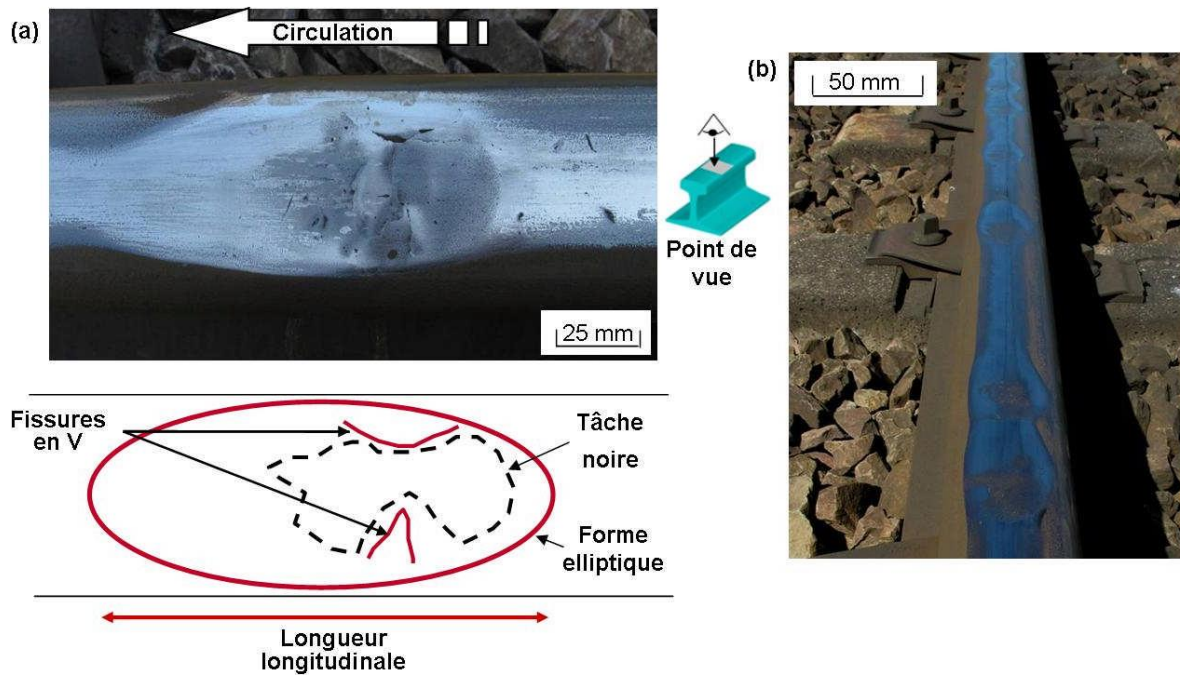 (a)
Circulation
25 mm
Point de
vue
(b)
50 mm
Fissures
en V
Tâche
noire
Forme
elliptique
Longueur
longitudinale